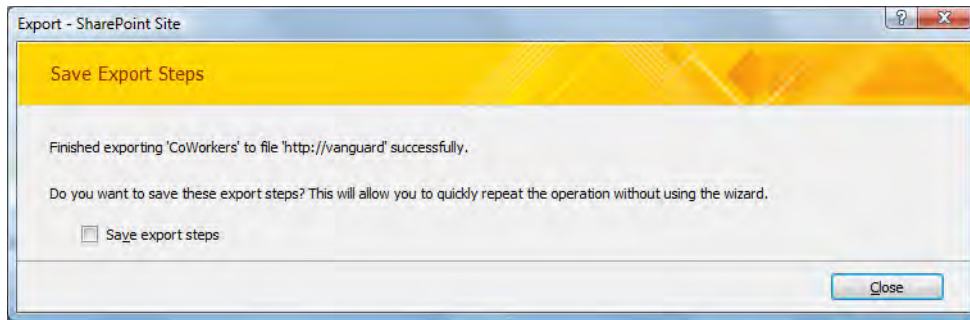 Export - SharePoint Site
Save Export Steps
Finished exporting 'CoWorkers' to file 'http://vanguard' successfully.
Do you want to save these export steps? This will allow you to quickly repeat the operation without using the wizard.
Save export steps
Close